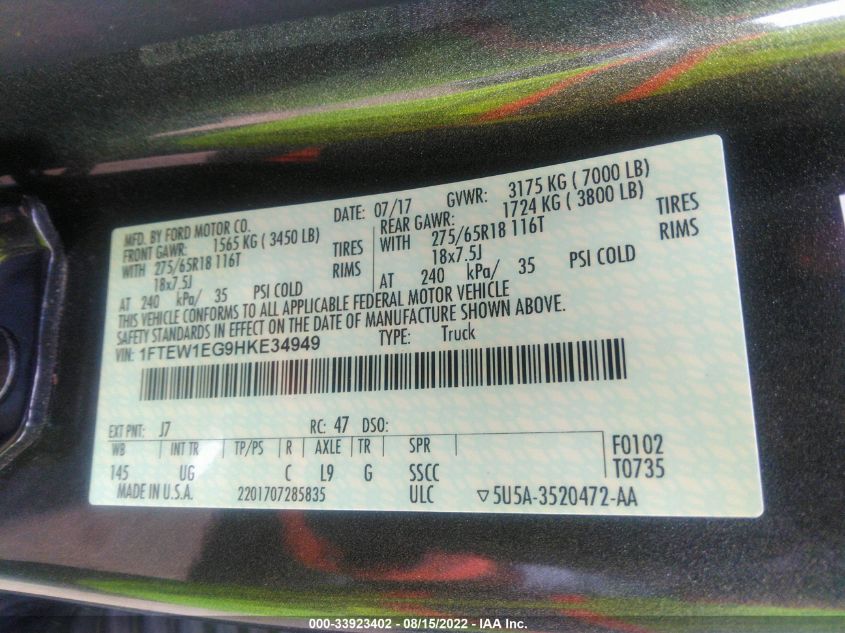 MFD. BY FORD MOTOR CO.
DATE: 07/17 GVWR: 3175 KG ( 7000 LB)
FRONT GAWR: 1565 KG ( 3450 LB)
WITH 275/65R18 116T TIRES
18x7.5J RIMS
AT 240 kPa/ 35 PSI COLD
REAR GAWR: 1724 KG ( 3800 LB)
WITH 275/65R18 116T TIRES
18x7.5J RIMS
AT 240 kPa/ 35 PSI COLD
THIS VEHICLE CONFORMS TO ALL APPLICABLE FEDERAL MOTOR VEHICLE
SAFETY STANDARDS IN EFFECT ON THE DATE OF MANUFACTURE SHOWN ABOVE.
VIN: 1FTEW1EG9HKE34949 TYPE: Truck
EXT PNT: J7 RC: 47 DSO:
WB INT TR TP/PS R AXLE TR SPR F0102
145 UG C L9 G SSCC T0735
MADE IN U.S.A. 2201707285835 ULC ▽5U5A-3520472-AA
000-33923402 - 08/15/2022 - IAA Inc.